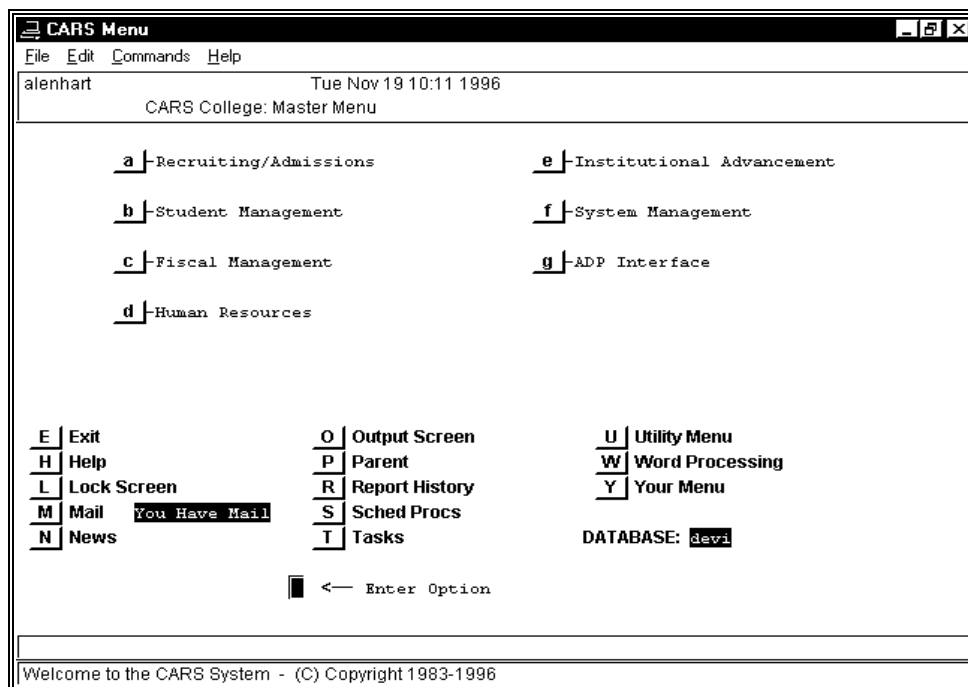 CARS Menu
File Edit Commands Help
alenhart Tue Nov 19 10:11 1996
CARS College: Master Menu
a Recruiting/Admissions e Institutional Advancement
b Student Management f System Management
c Fiscal Management g ADP Interface
d Human Resources
E Exit O Output Screen U Utility Menu
H Help P Parent W Word Processing
L Lock Screen R Report History Y Your Menu
M Mail You Have Mail S Sched Procs
N News T Tasks DATABASE: devi
<— Enter Option
Welcome to the CARS System - (C) Copyright 1983-1996